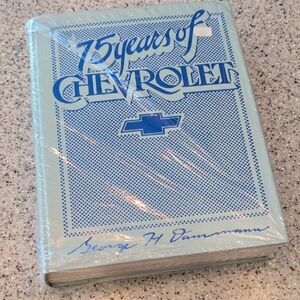 75 years of
CHEVROLET
George H Dammann